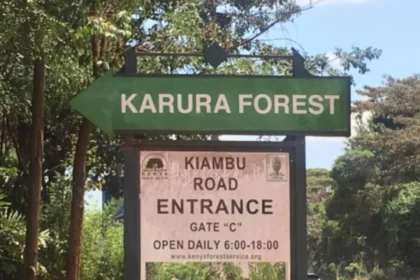 KARURA FOREST
KIAMBU
ROAD
ENTRANCE
GATE "C"
OPEN DAILY 6:00-18:00
www.kenyaforestservice.org